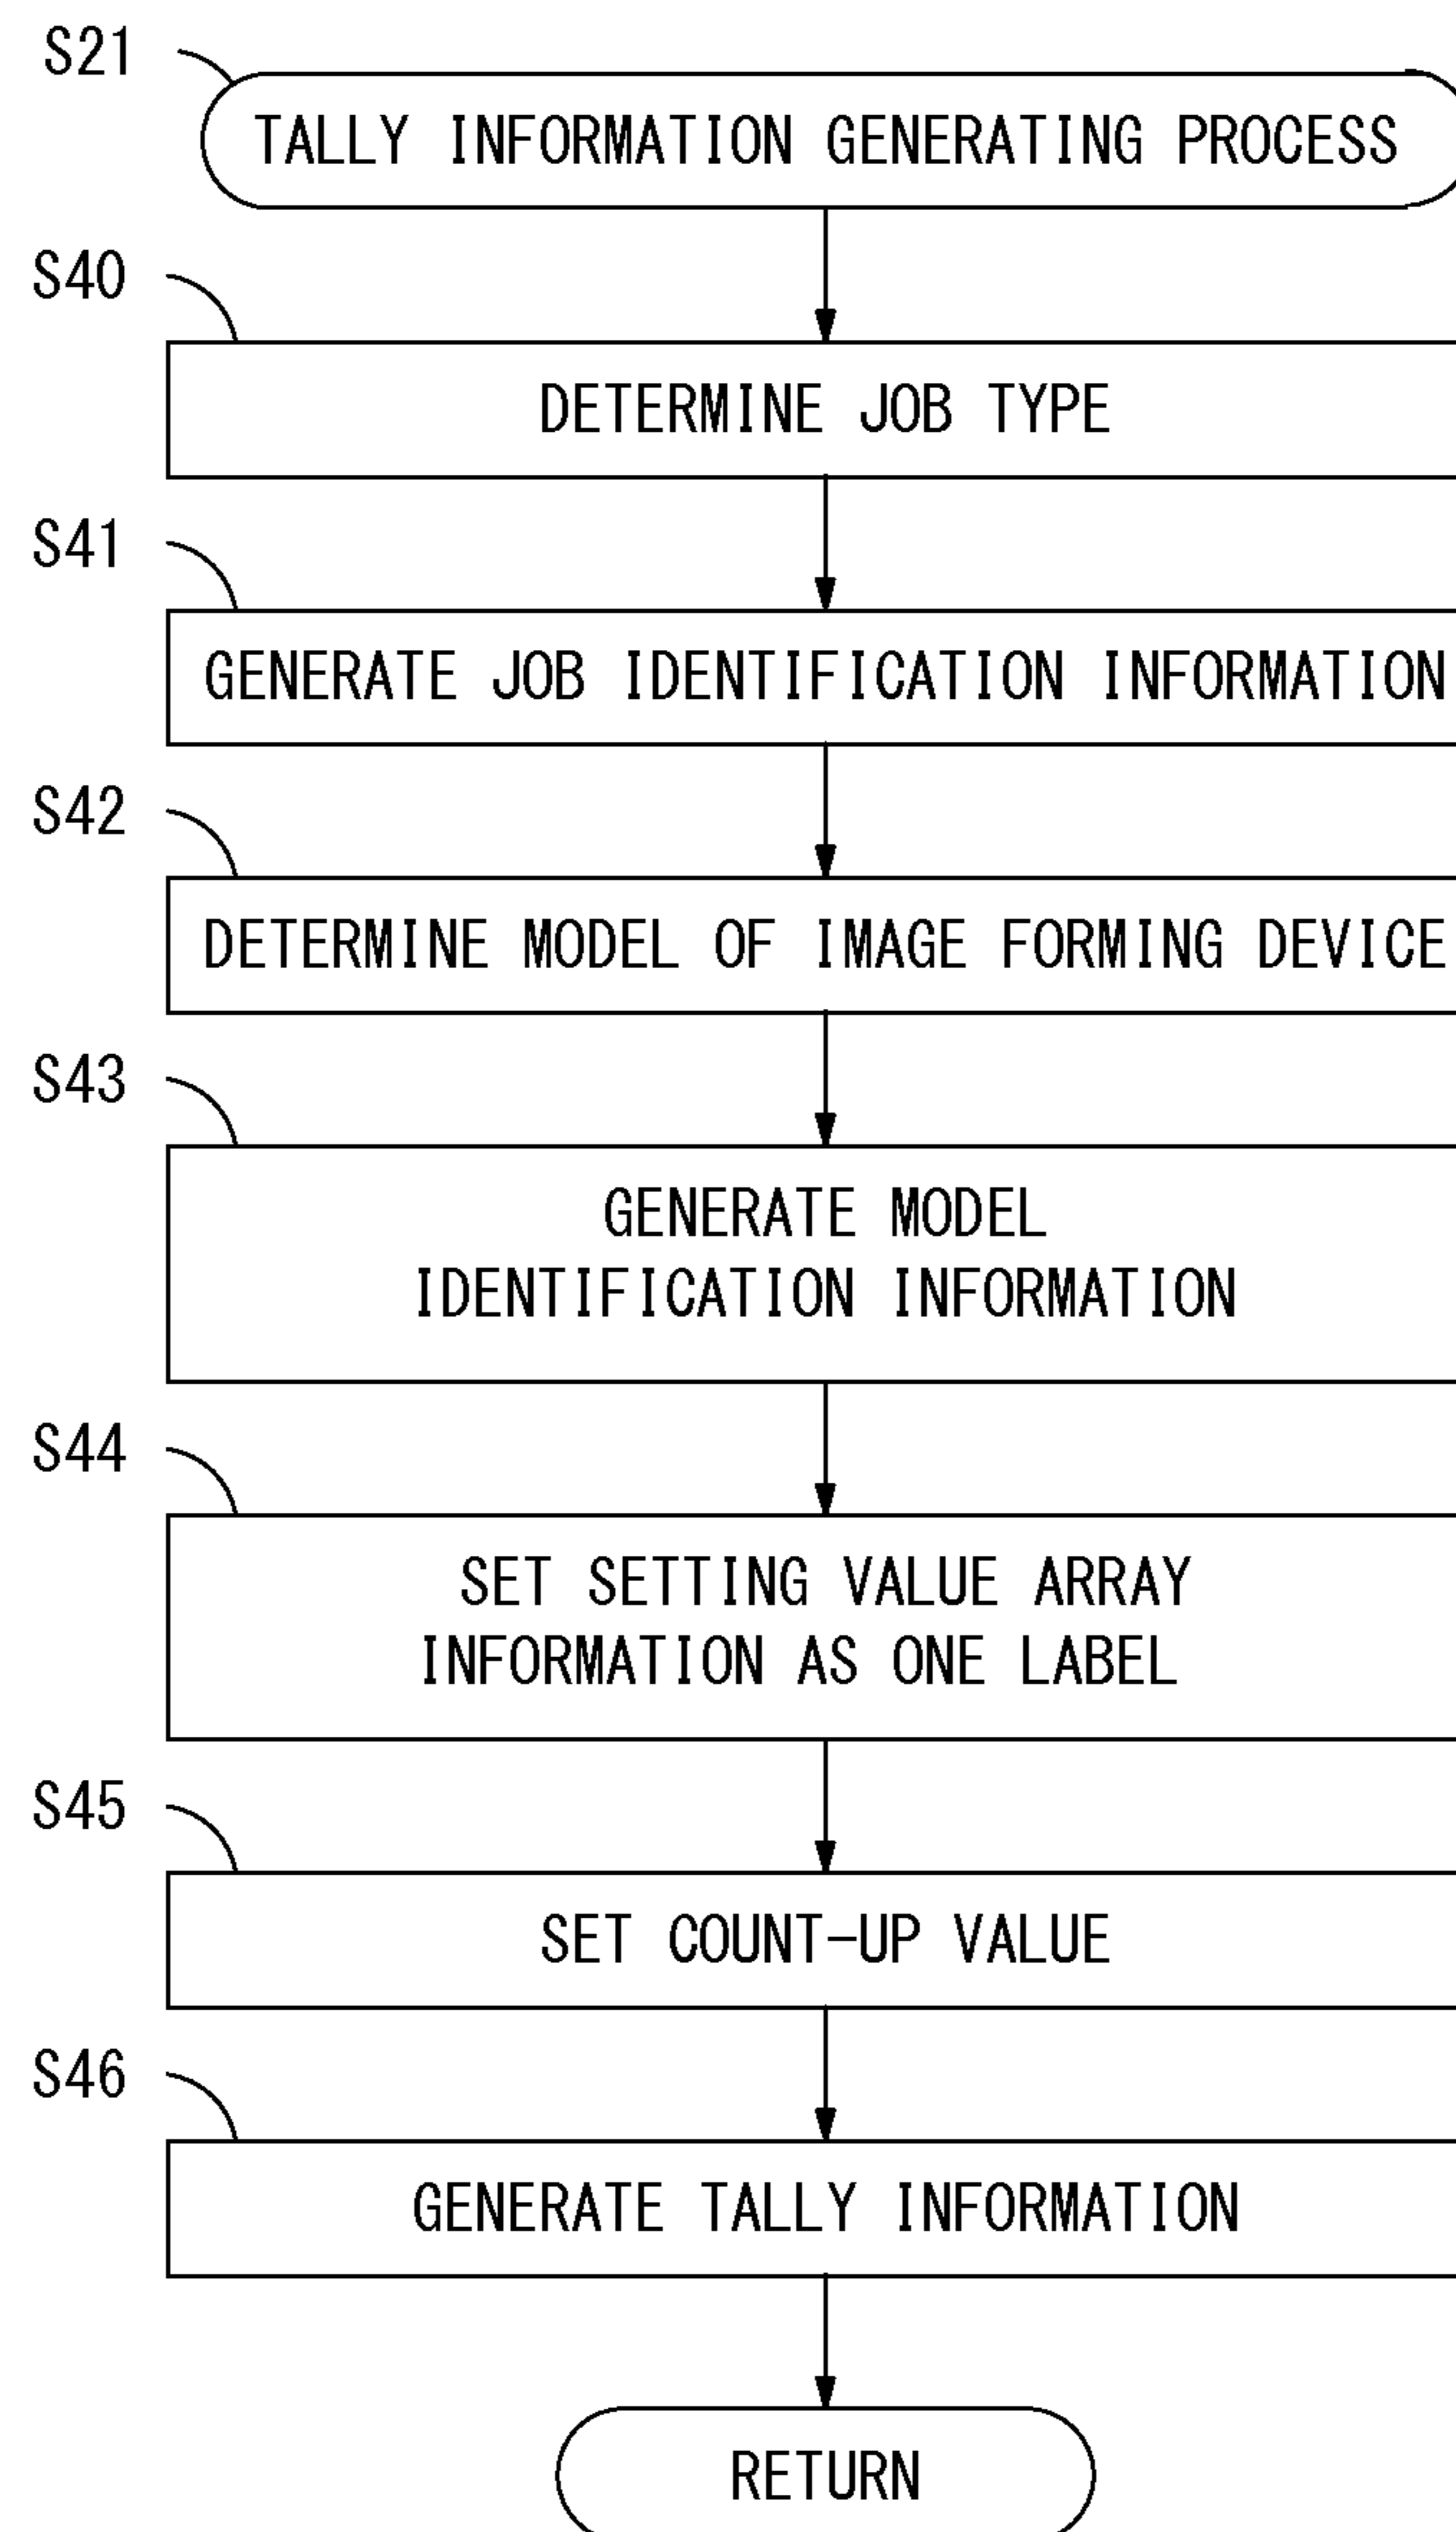 S21
TALLY INFORMATION GENERATING PROCESS
S40
DETERMINE JOB TYPE
S41
GENERATE JOB IDENTIFICATION INFORMATION
S42
DETERMINE MODEL OF IMAGE FORMING DEVICE
S43
GENERATE MODEL
IDENTIFICATION INFORMATION
S44
SET SETTING VALUE ARRAY
INFORMATION AS ONE LABEL
S45
SET COUNT-UP VALUE
S46
GENERATE TALLY INFORMATION
RETURN